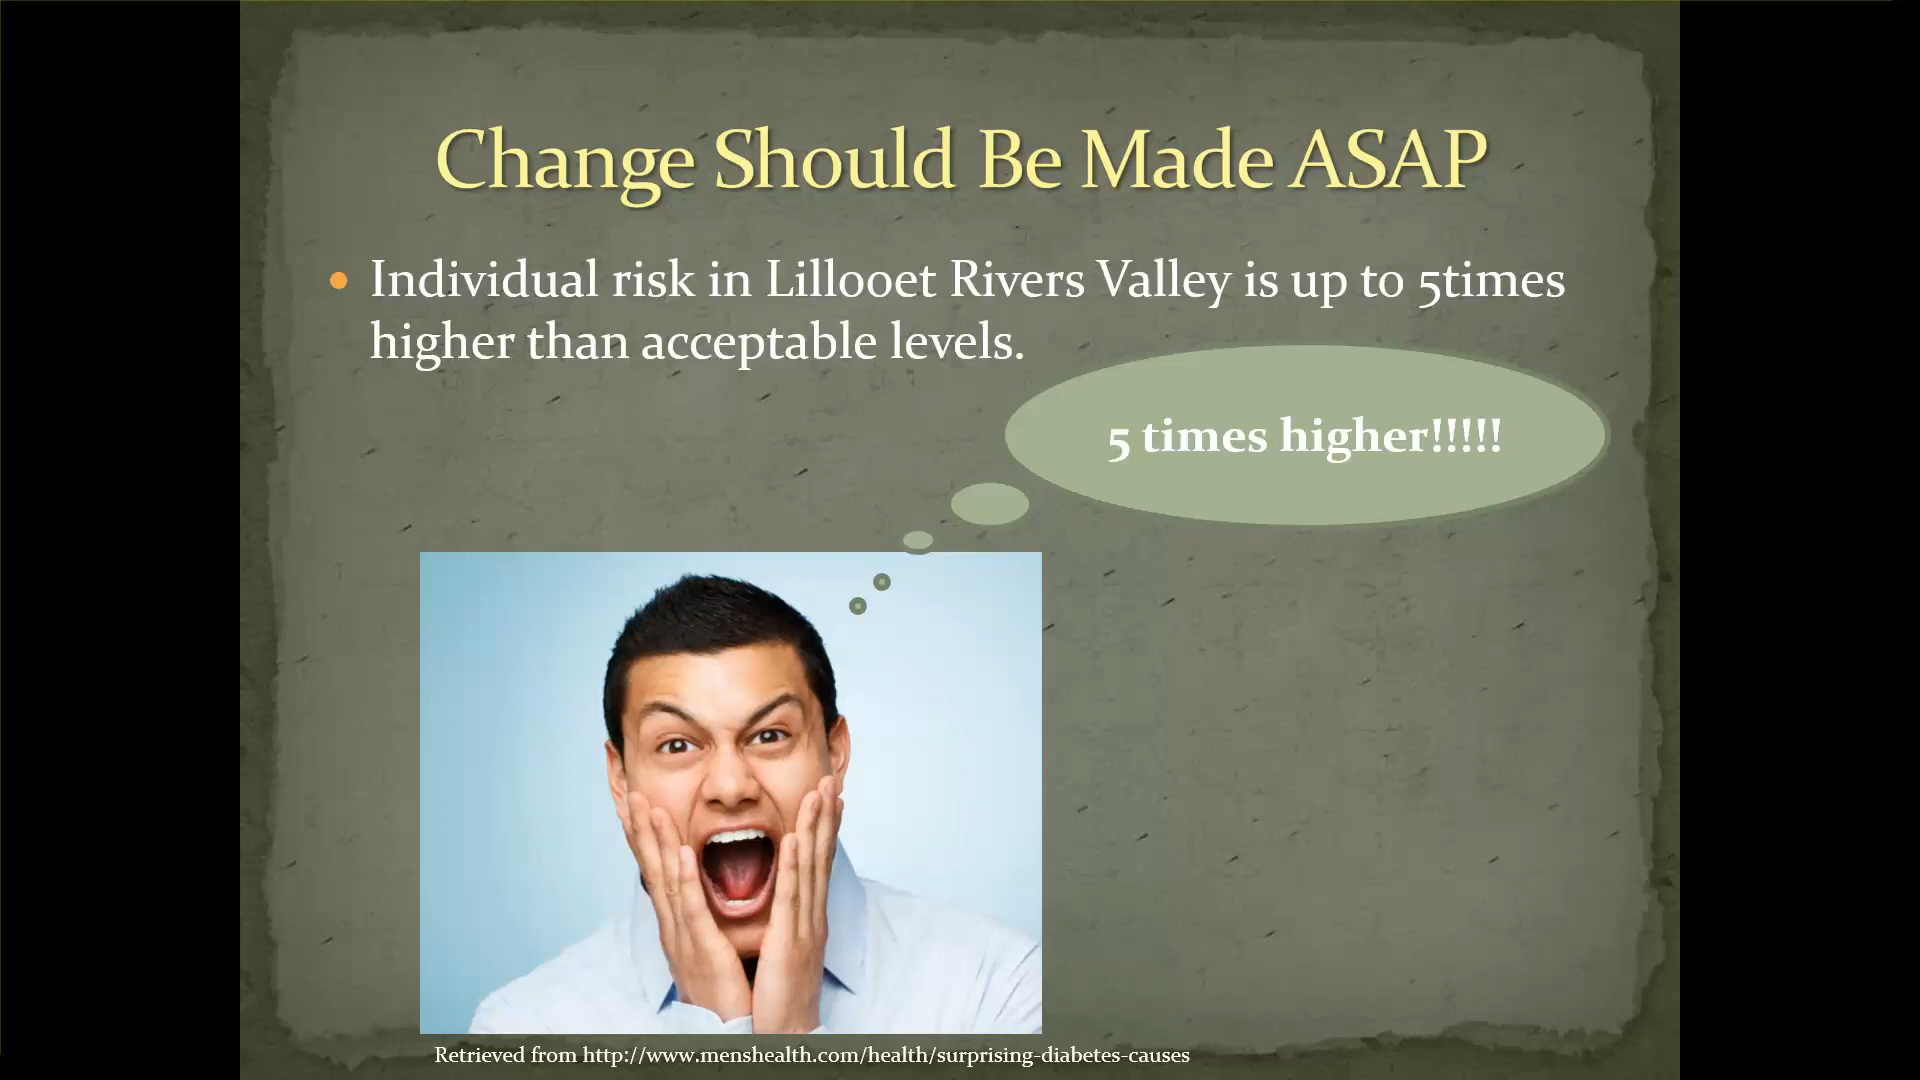 Change Should Be Made ASAP
Individual risk in Lillooet Rivers Valley is up to 5times
higher than acceptable levels.
5 times higher!!!!!
Retrieved from http://www.menshealth.com/health/surprising-diabetes-causes